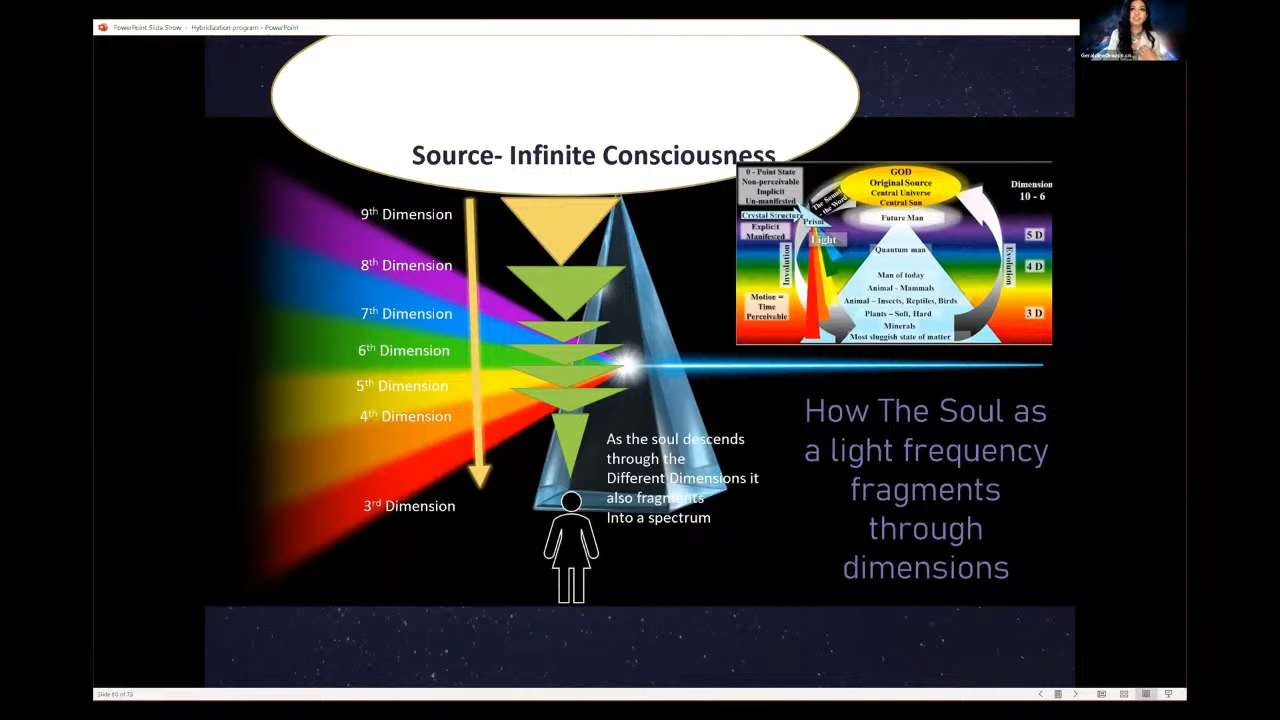 PowerPoint Slide Show - Hybridization program - PowerPoint
Source- Infinite Consciousness
9th Dimension
8th Dimension
7th Dimension
6th Dimension
5th Dimension
4th Dimension
3rd Dimension
As the soul descends
through the
Different Dimensions it
also fragments
Into a spectrum
0 - Point State
Non-perceivable
Implicit
Un-manifested
Crystal Structure
Explicit
Manifested
Involution
Motion =
Time
Perceivable
The Sound
- the Word
Prism
Light
GOD
Original Source
Central Universe
Central Sun
Future Man
Quantum man
Man of today
Animal - Mammals
Animal – Insects, Reptiles, Birds
Plants – Soft, Hard
Minerals
Most sluggish state of matter
Evolution
Dimension
10 - 6
5 D
4 D
3 D
How The Soul as
a light frequency
fragments
through
dimensions
Slide 60 of 73